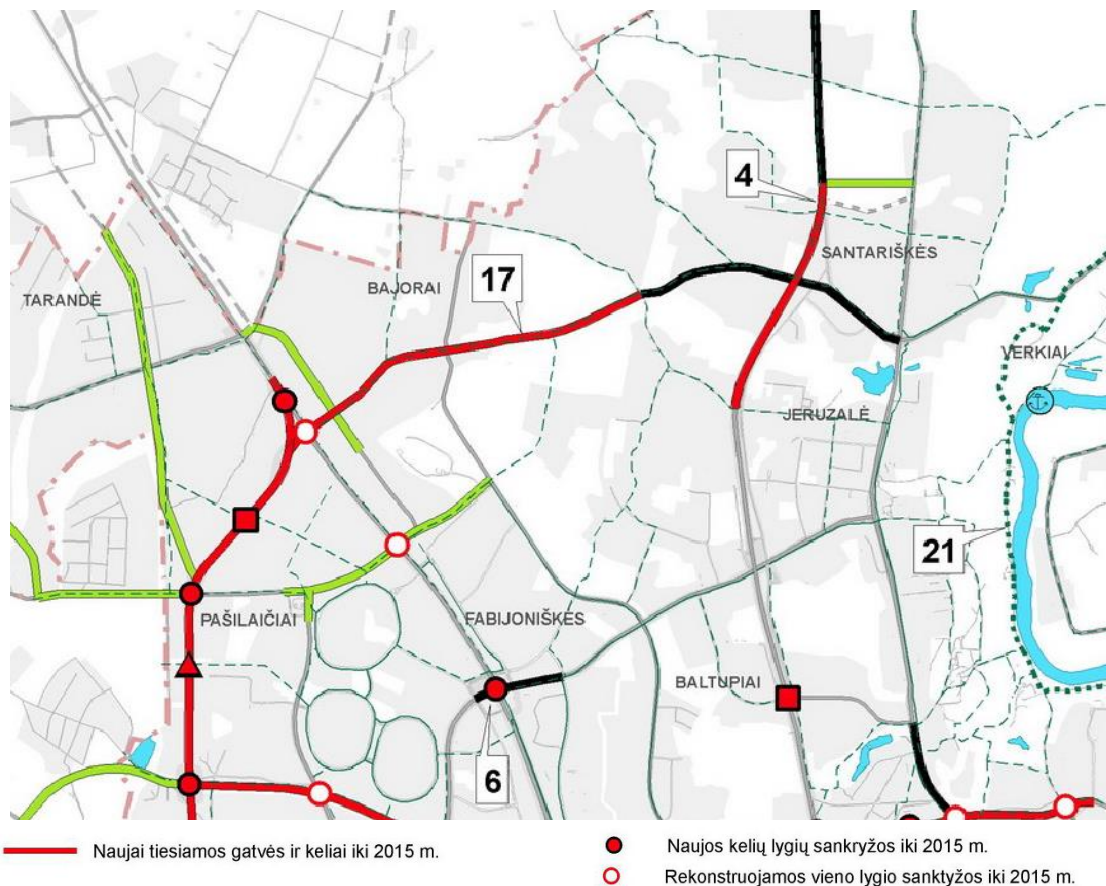 4
SANTARIŠKĖS
17
BAJORAI
TARANDĖ
VERKIAI
JERUZALĖ
21
PAŠILAIČIAI
FABIJONIŠKĖS
BALTUPIAI
6
Naujai tiesiamos gatvės ir keliai iki 2015 m.
Naujos kelių lygių sankryžos iki 2015 m.
Rekonstruojamos vieno lygio sanktyžos iki 2015 m.